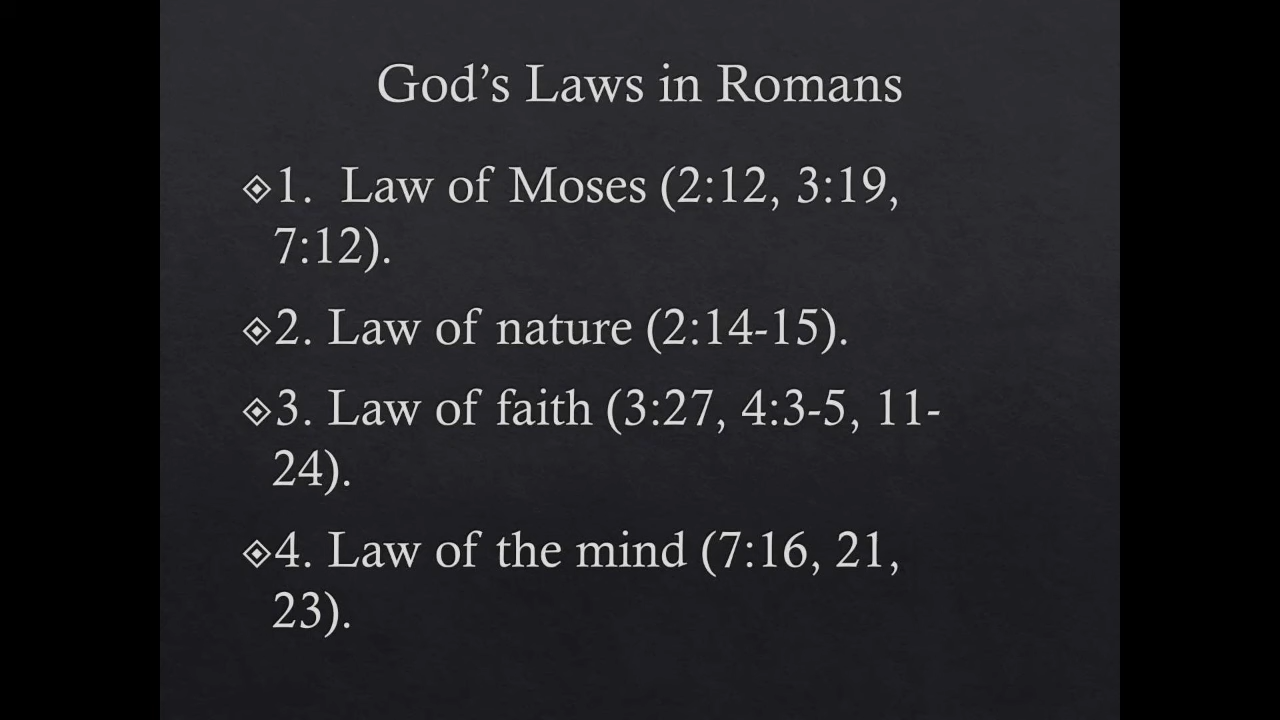 God’s Laws in Romans
1. Law of Moses (2:12, 3:19,
7:12).
2. Law of nature (2:14-15).
3. Law of faith (3:27, 4:3-5, 11-
24).
4. Law of the mind (7:16, 21,
23).